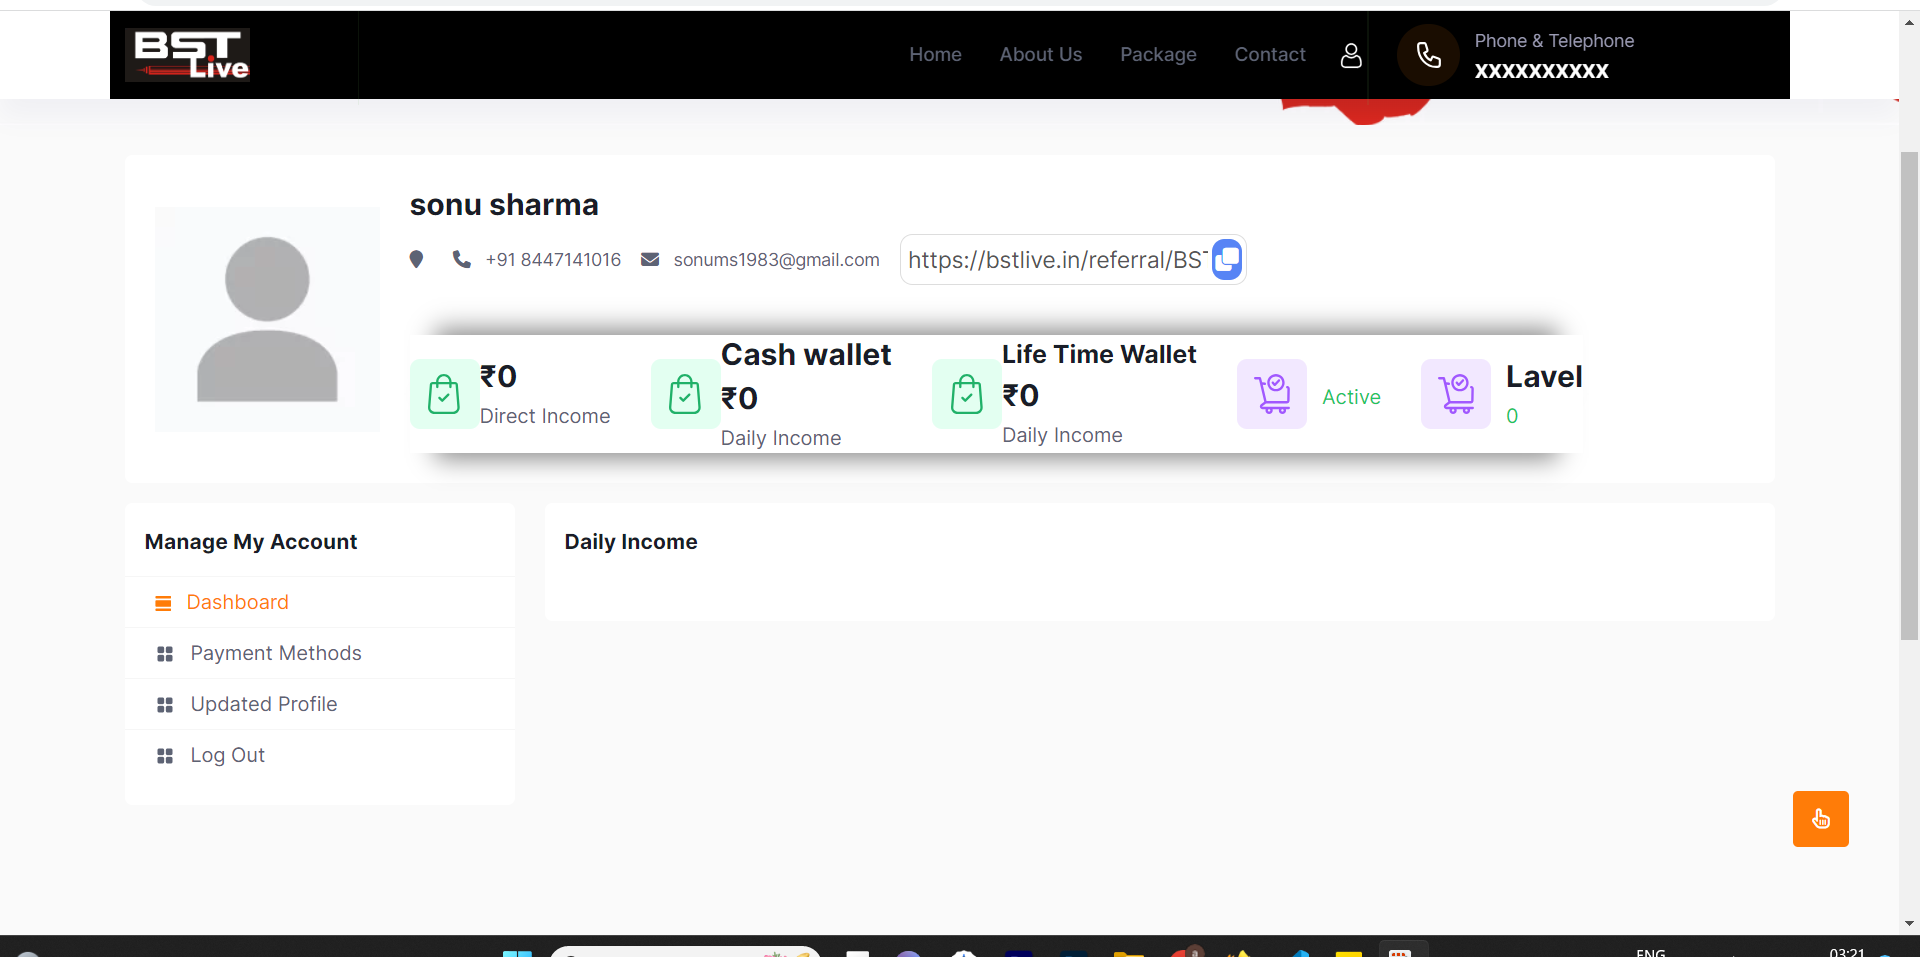 BST
Live
Home About Us Package Contact
Phone & Telephone
XXXXXXXXXX
sonu sharma
+91 8447141016 sonums1983@gmail.com https://bstlive.in/referral/BS
₹0
Direct Income
Cash wallet
₹0
Daily Income
Life Time Wallet
₹0
Daily Income
Active
Lavel
0
Manage My Account
Dashboard
Payment Methods
Updated Profile
Log Out
Daily Income
ENG
03:21